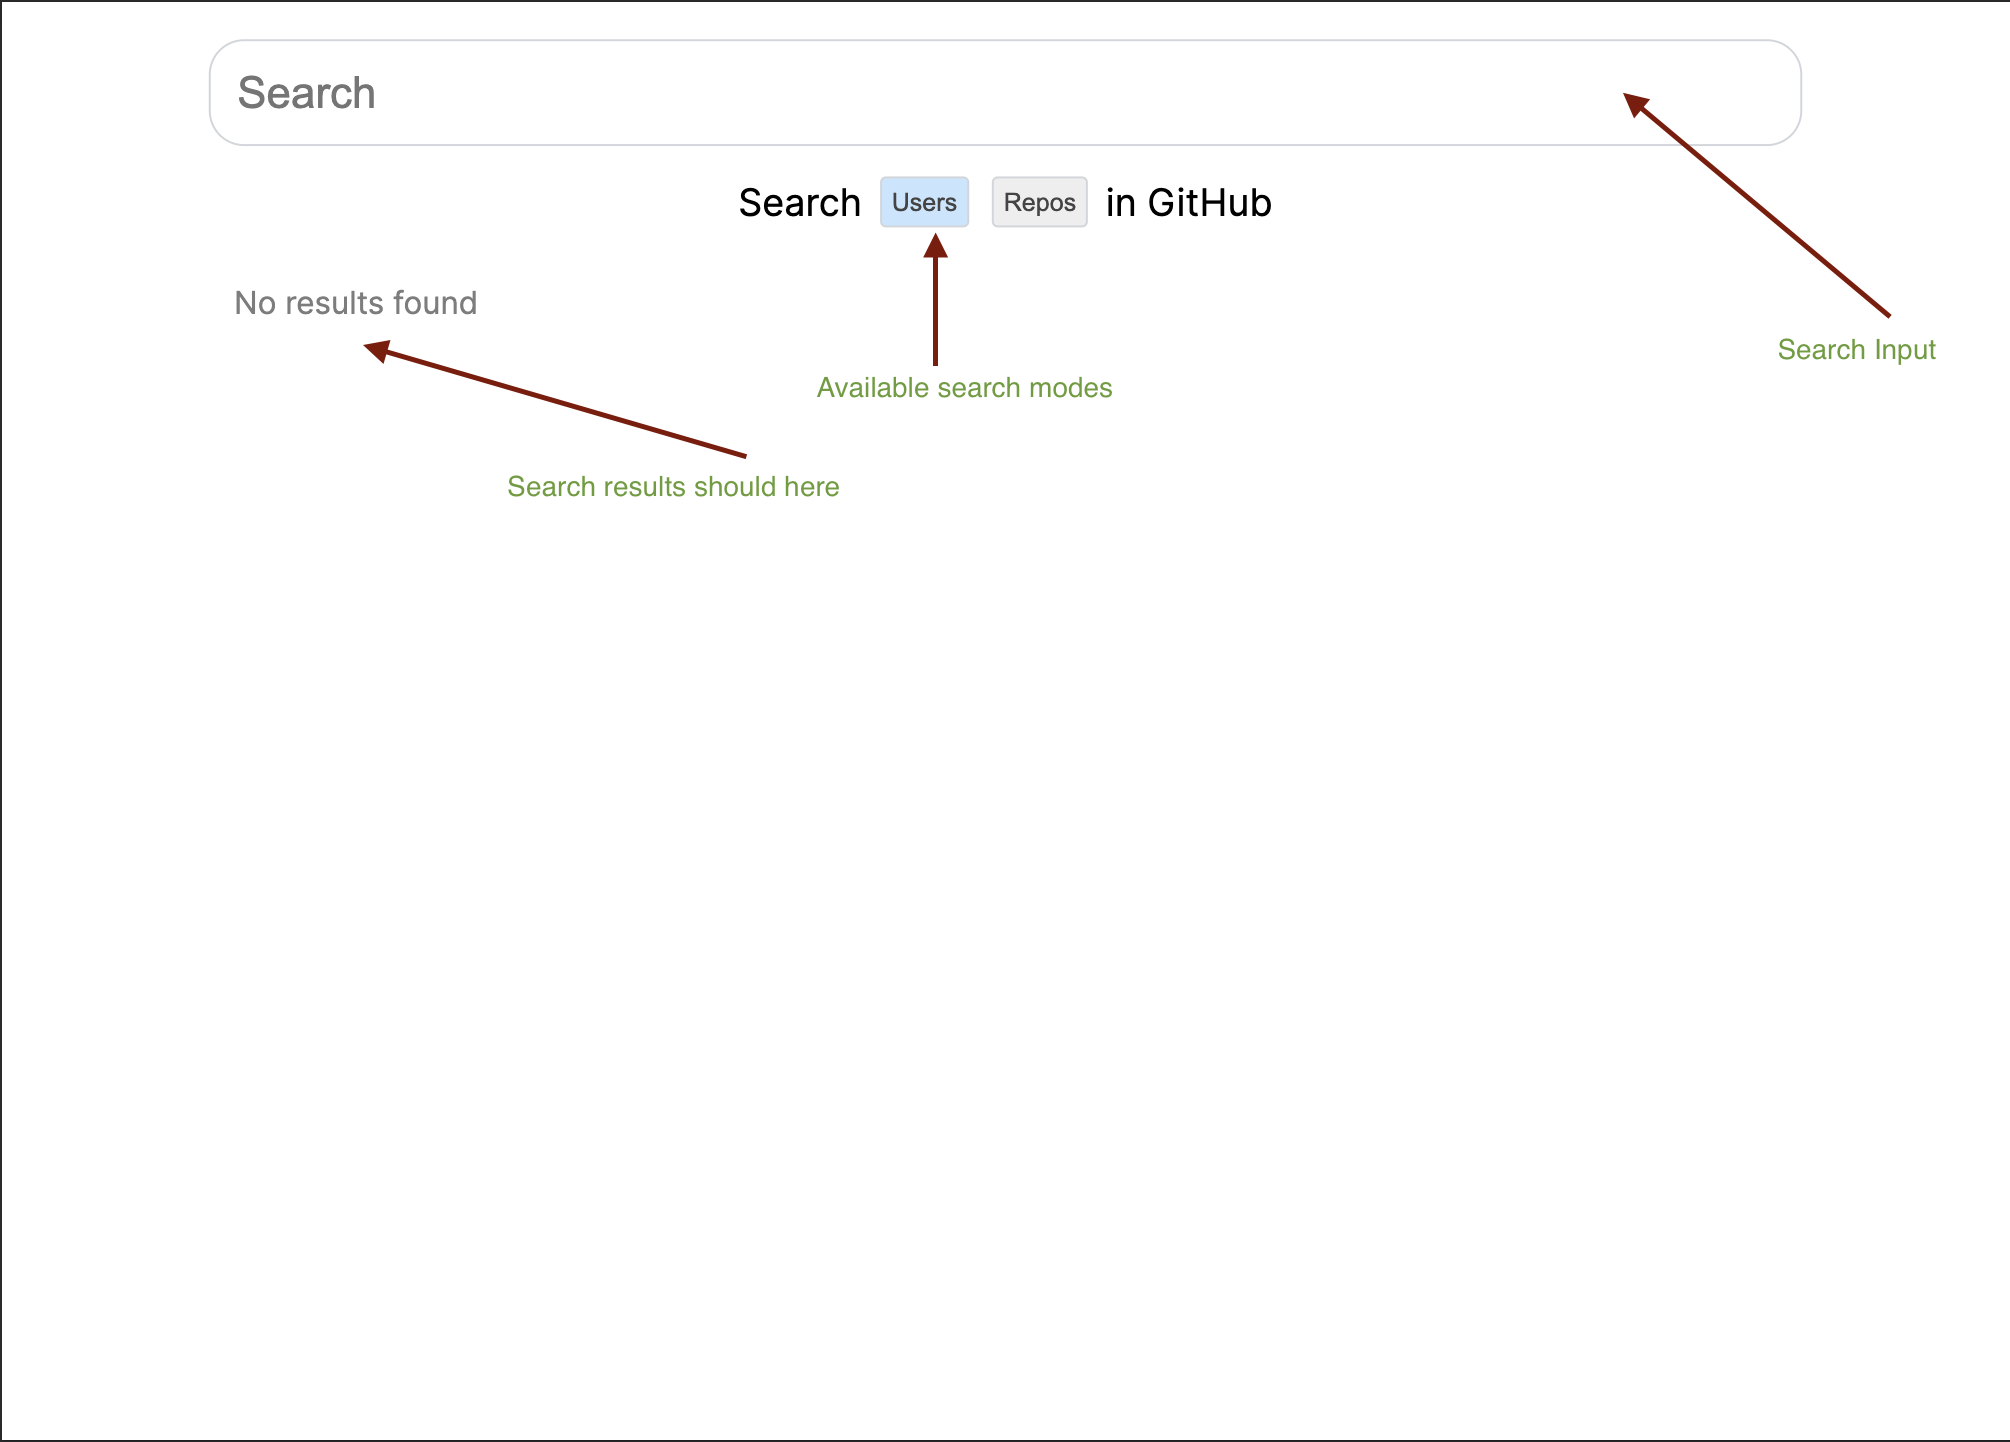 Search
Search Users Repos in GitHub
No results found
Search Input
Available search modes
Search results should here